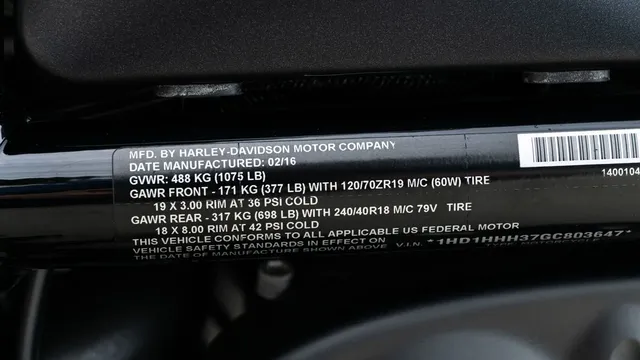 MFD. BY HARLEY-DAVIDSON MOTOR COMPANY
DATE MANUFACTURED: 02/16
GVWR: 488 KG (1075 LB)
GAWR FRONT - 171 KG (377 LB) WITH 120/70ZR19 M/C (60W) TIRE
19 X 3.00 RIM AT 36 PSI COLD
GAWR REAR - 317 KG (698 LB) WITH 240/40R18 M/C 79V TIRE
18 X 8.00 RIM AT 42 PSI COLD
THIS VEHICLE CONFORMS TO ALL APPLICABLE US FEDERAL MOTOR
VEHICLE SAFETY STANDARDS IN EFFECT ON
THE DATE OF MANUFACTURE SHOWN ABOVE V.I.N. *1HD1HHH37GC803647*
1400104